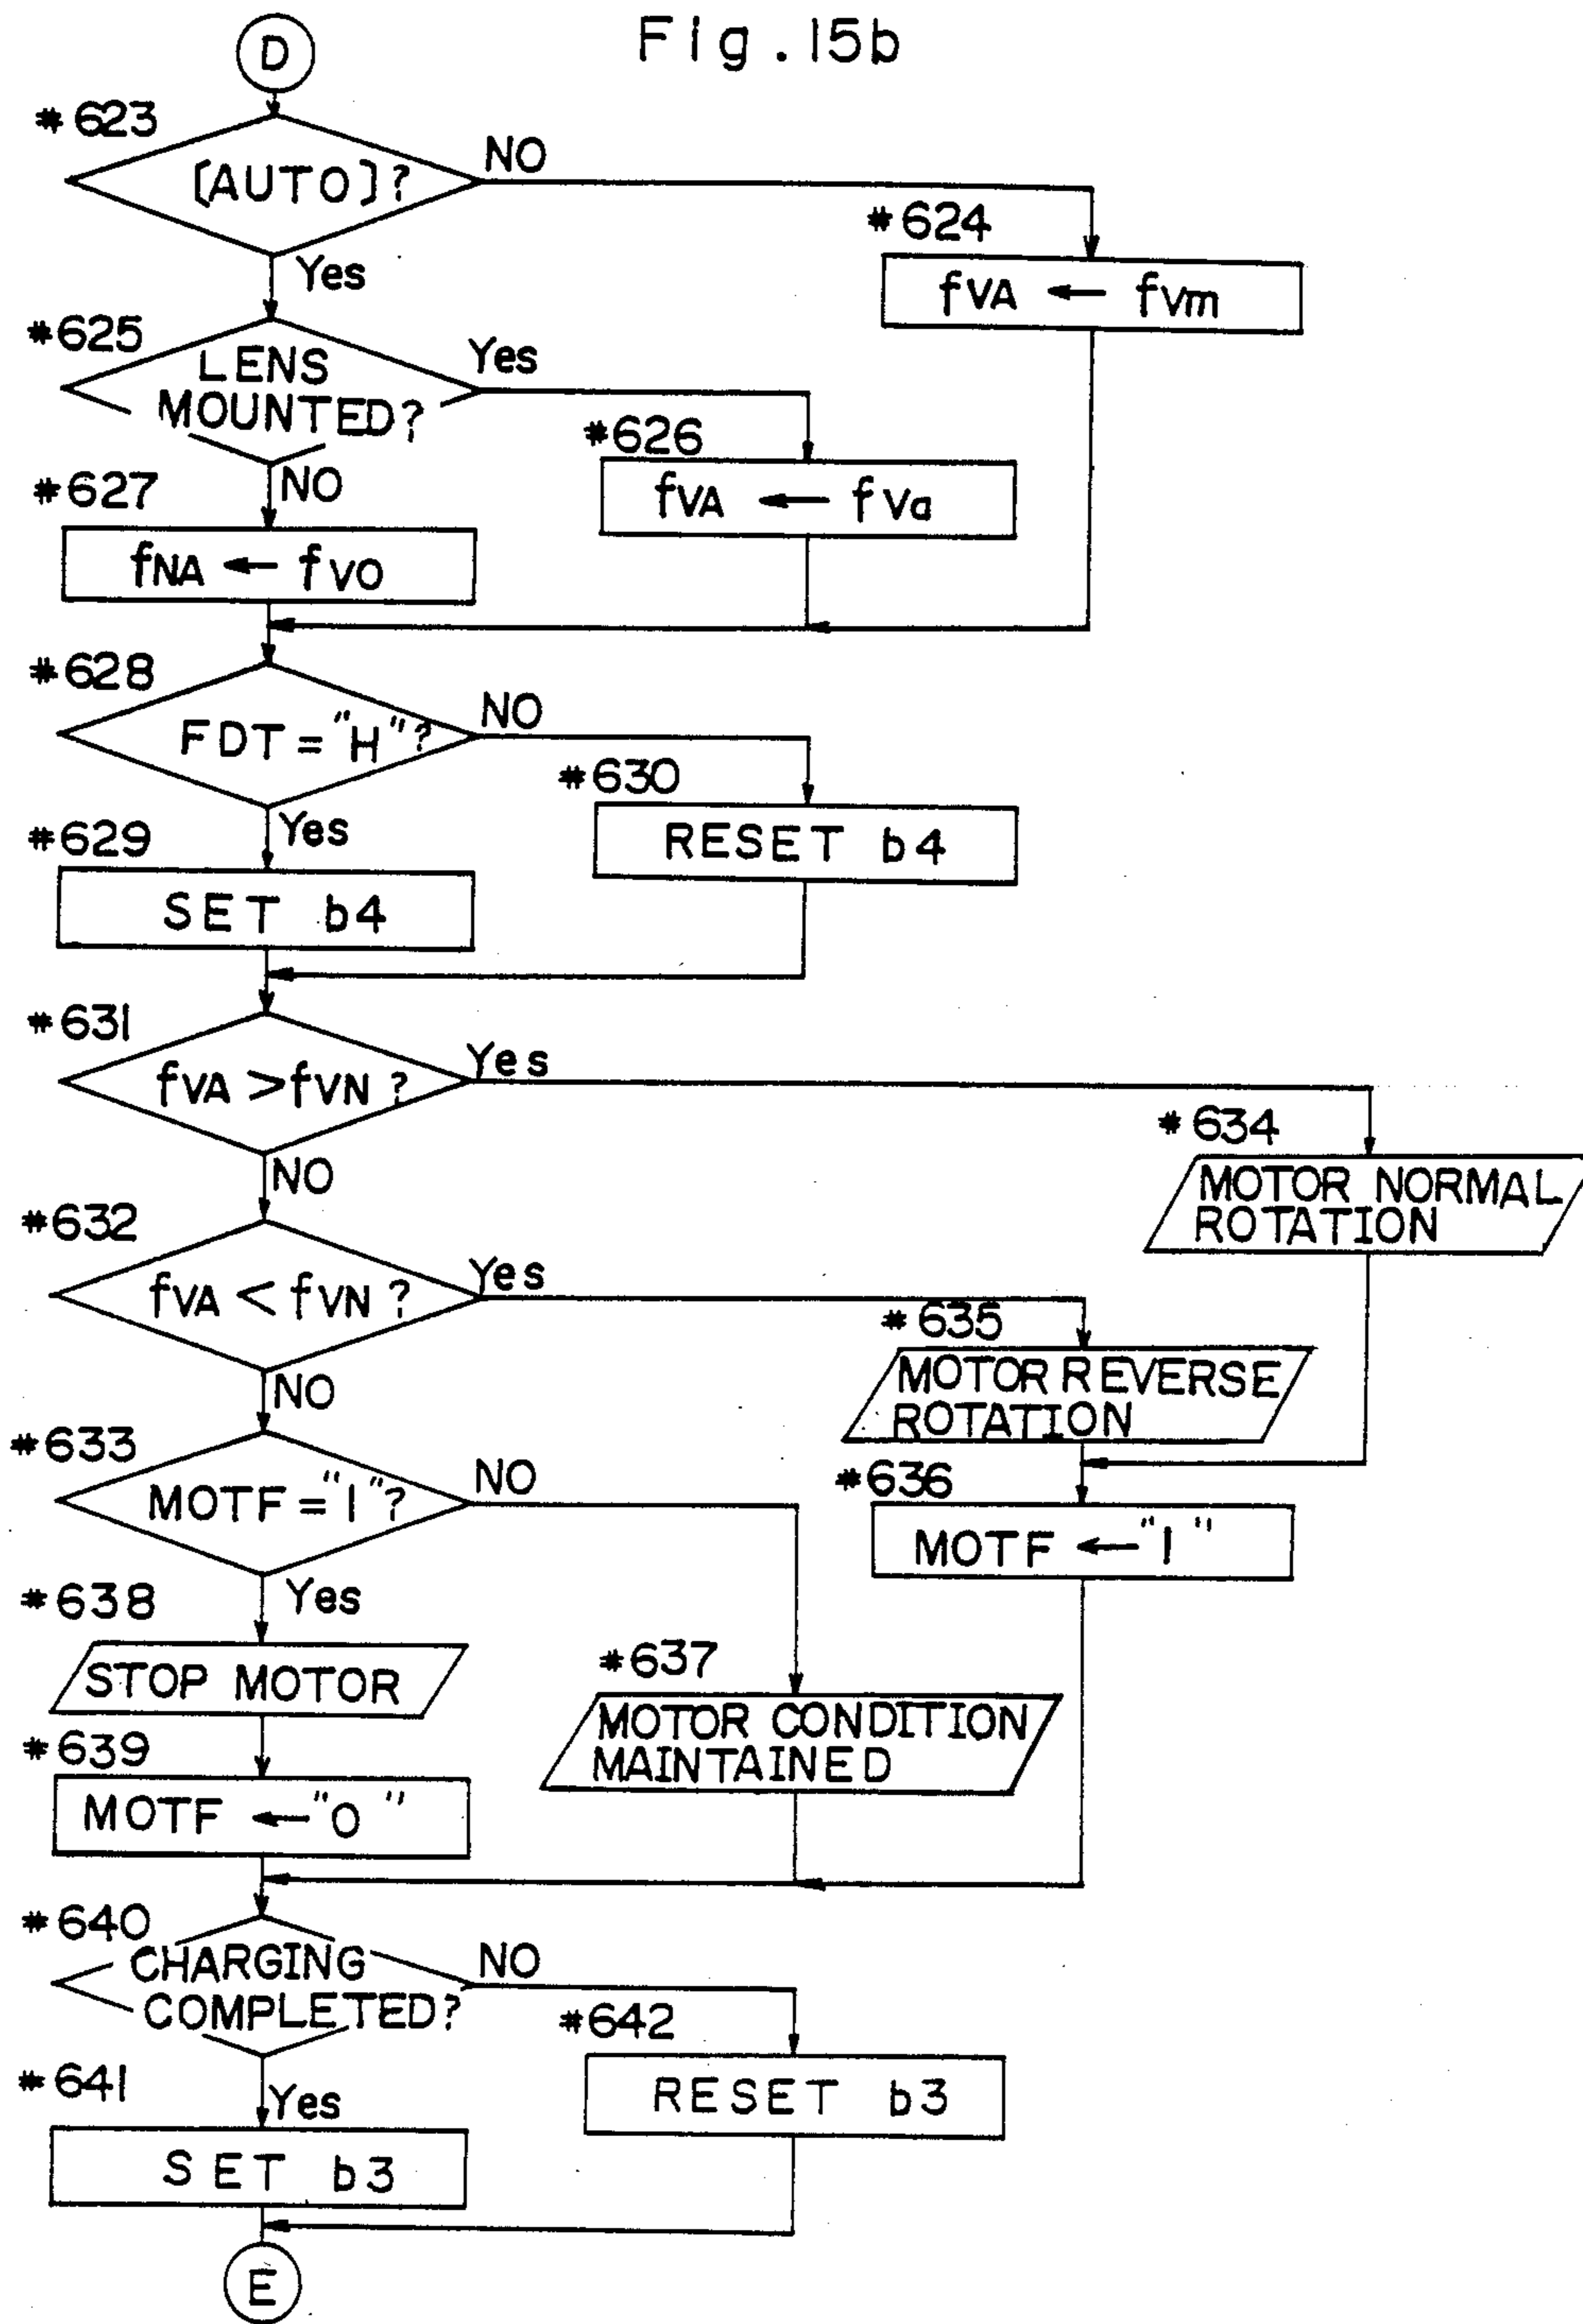 Fig. 15b
D
#623
[AUTO]?
NO
Yes
#624
fVA ← fVm
#625
LENS
MOUNTED?
Yes
NO
#626
fVA ← fVa
#627
fNA ← fVO
#628
FDT = "H"?
NO
Yes
#630
RESET b4
#629
SET b4
#631
fVA > fVN ?
Yes
NO
#634
MOTOR NORMAL
ROTATION
#632
fVA < fVN ?
Yes
NO
#635
MOTOR REVERSE
ROTATION
#633
MOTF = "1"?
NO
Yes
#636
MOTF ← "1"
#638
STOP MOTOR
#637
MOTOR CONDITION
MAINTAINED
#639
MOTF ← "0"
#640
CHARGING
COMPLETED?
NO
Yes
#642
RESET b3
#641
SET b3
E